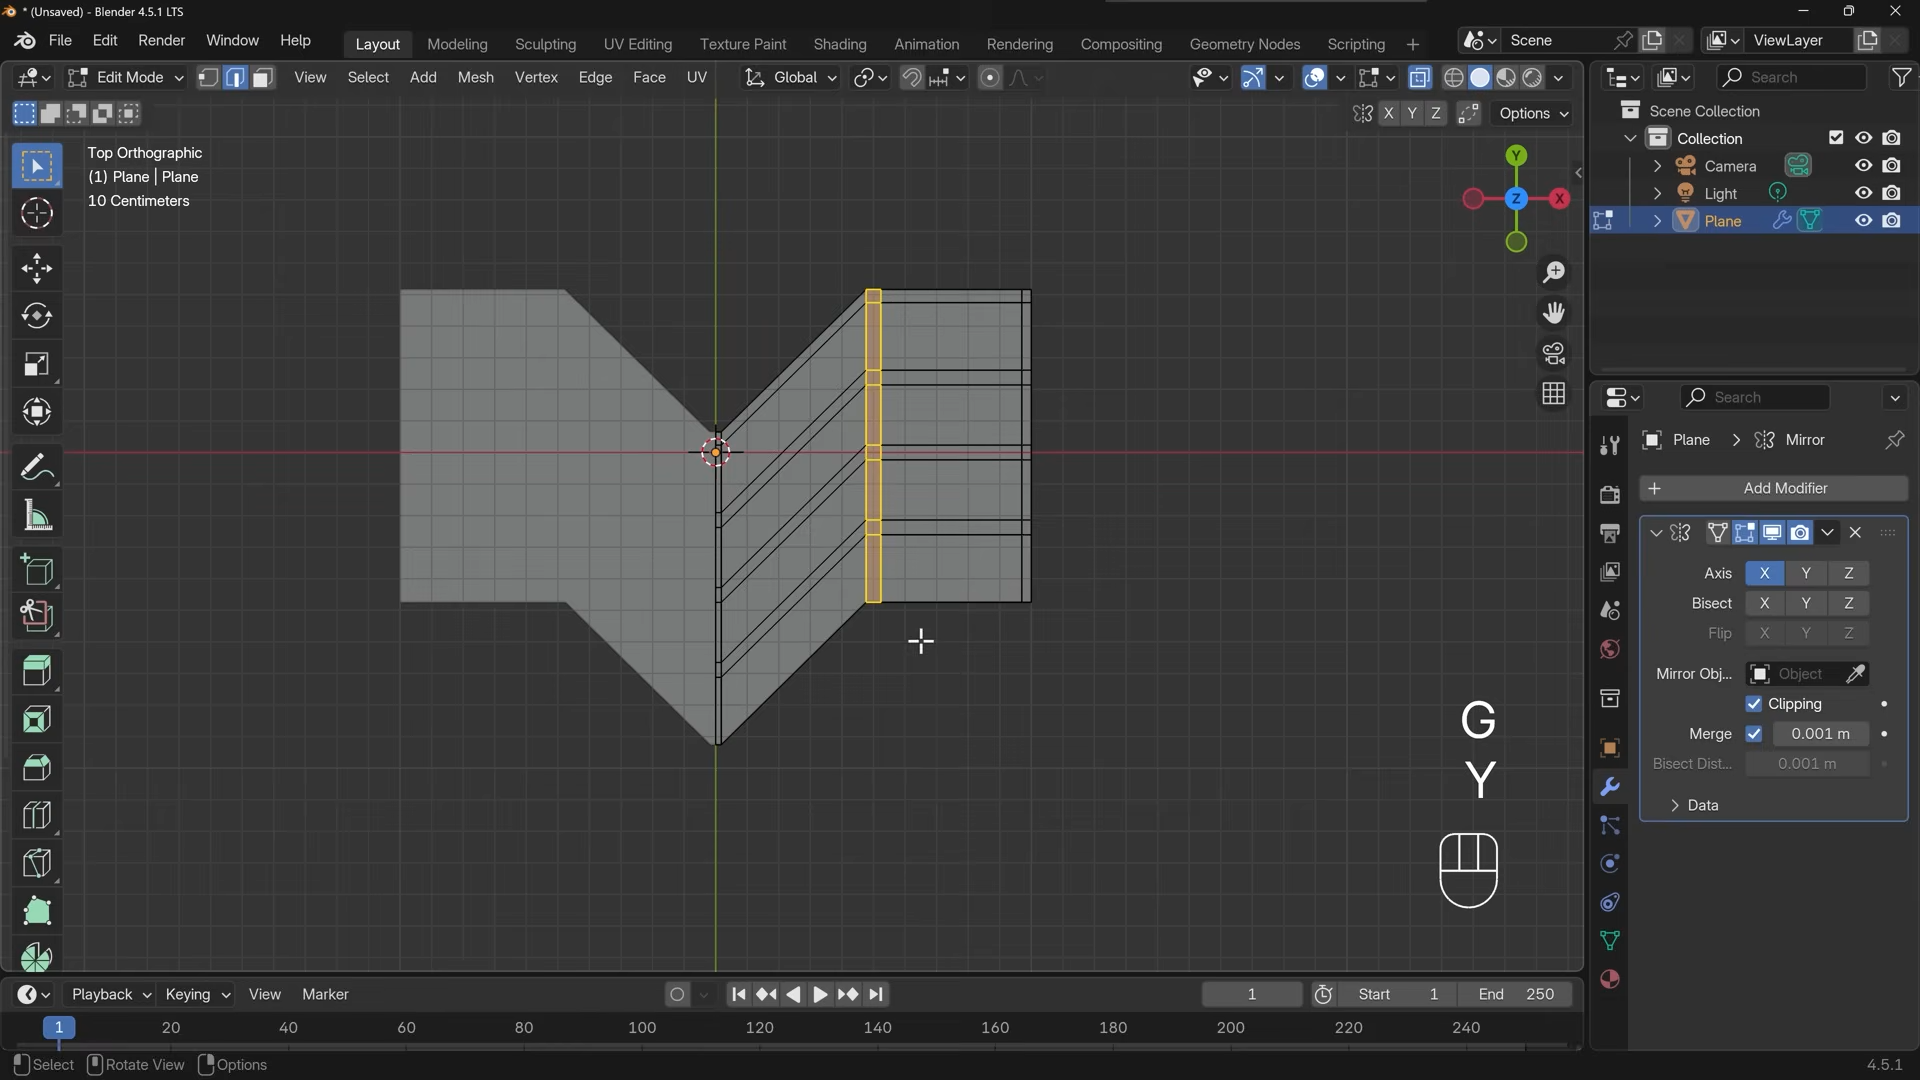 * (Unsaved) - Blender 4.5.1 LTS
File Edit Render Window Help
Layout Modeling Sculpting UV Editing Texture Paint Shading Animation Rendering Compositing Geometry Nodes Scripting +
Scene
ViewLayer
Edit Mode View Select Add Mesh Vertex Edge Face UV Global
Search
X Y Z Options
Scene Collection
Collection
Camera
Light
Plane
Top Orthographic
(1) Plane | Plane
10 Centimeters
Y
Z X
Search
Plane > Mirror
+ Add Modifier
Axis X Y Z
Bisect X Y Z
Flip X Y Z
Mirror Obj... Object
Clipping
Merge 0.001 m
Bisect Dist... 0.001 m
Data
G
Y
Playback Keying View Marker
1 Start 1 End 250
1 20 40 60 80 100 120 140 160 180 200 220 240
Select Rotate View Options
4.5.1